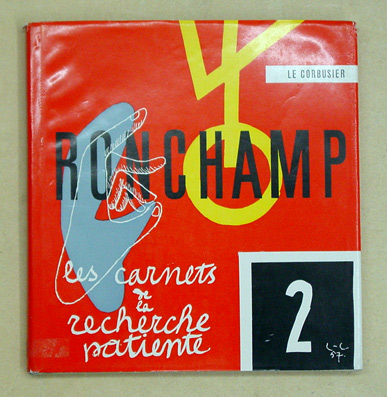 LE CORBUSIER
RONCHAMP
les carnets
de
la
recherche
patiente
2
L-C
57.